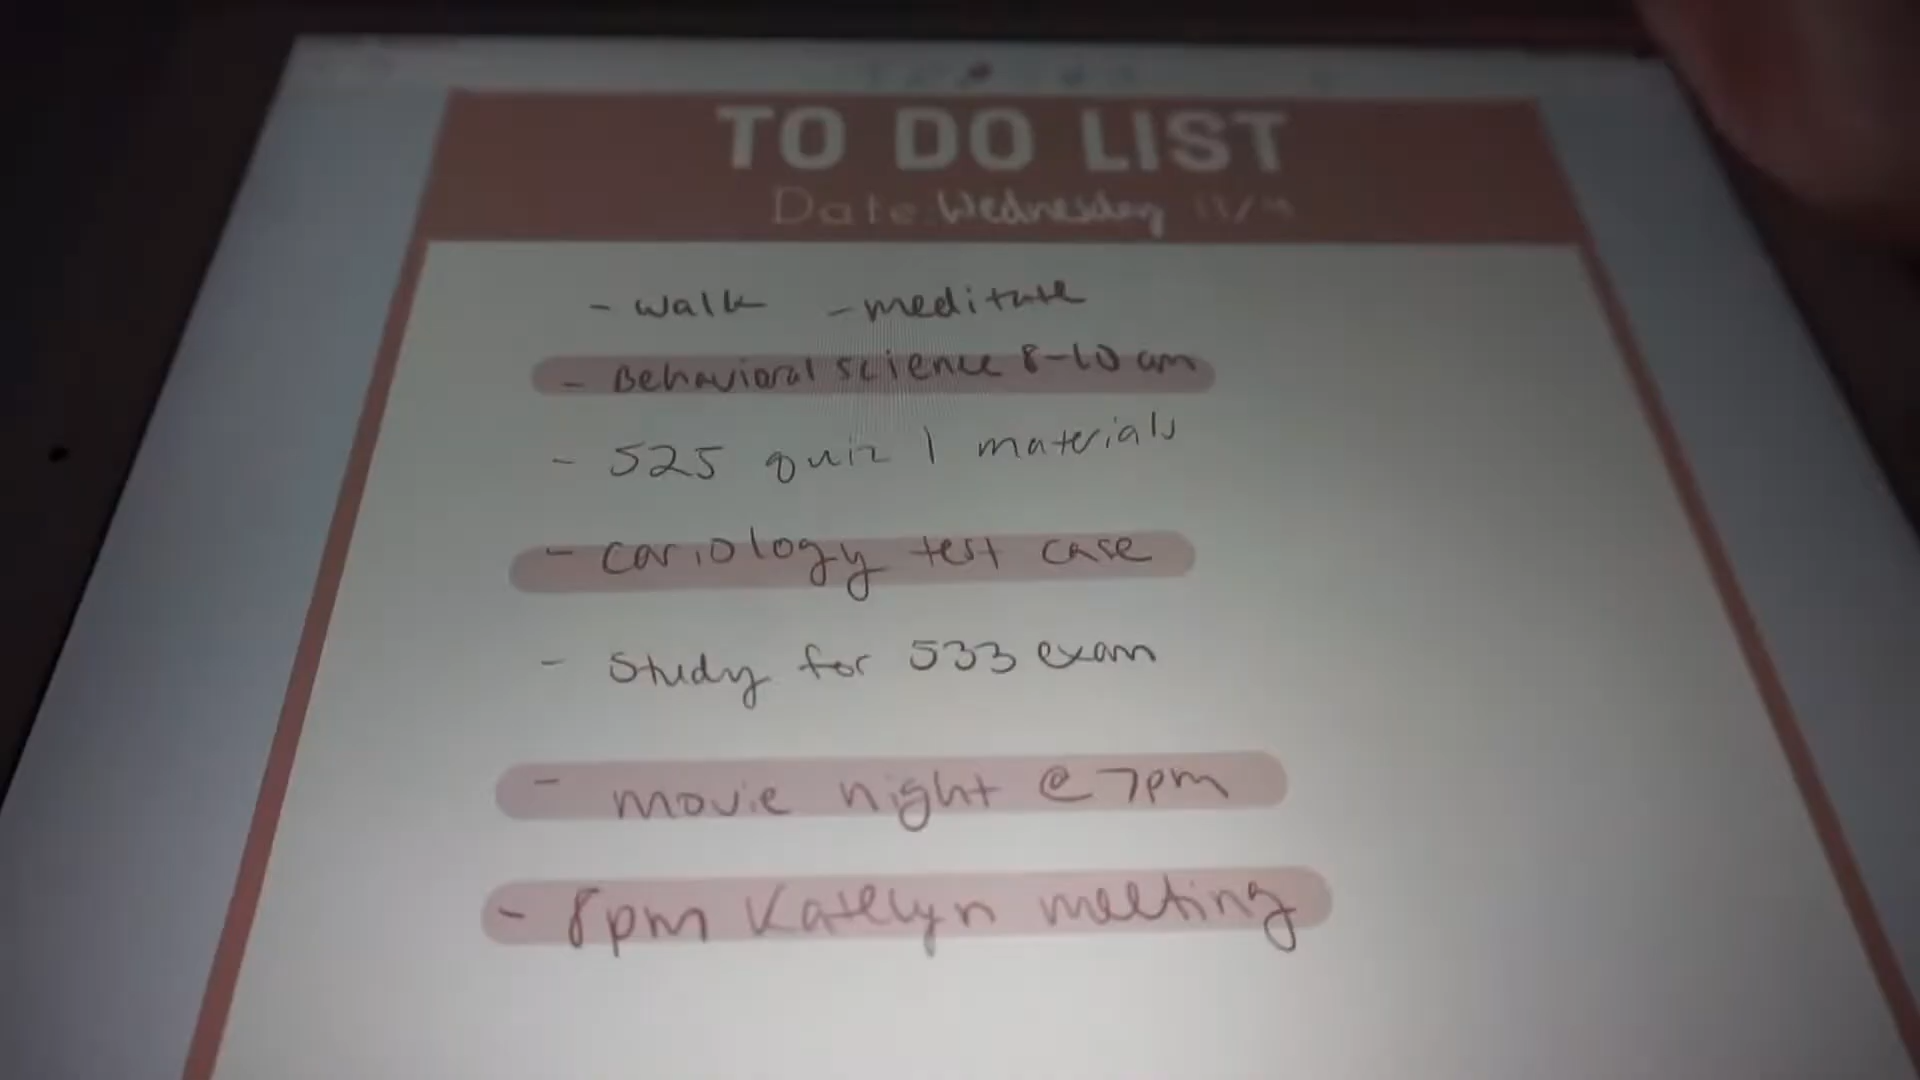 TO DO LIST
Date Wednesday
- walk - meditate
- Behavioral science 8-10 am
- 525 quiz 1 materials
- cariology test case
- Study for 533 exam
- movie night @ 7pm
- 8pm Katelyn meeting